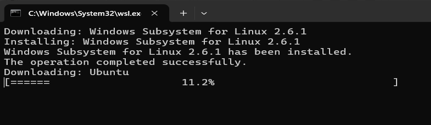 C:\Windows\System32\wsl.ex
Downloading: Windows Subsystem for Linux 2.6.1
Installing: Windows Subsystem for Linux 2.6.1
Windows Subsystem for Linux 2.6.1 has been installed.
The operation completed successfully.
Downloading: Ubuntu
[====== 11.2% ]